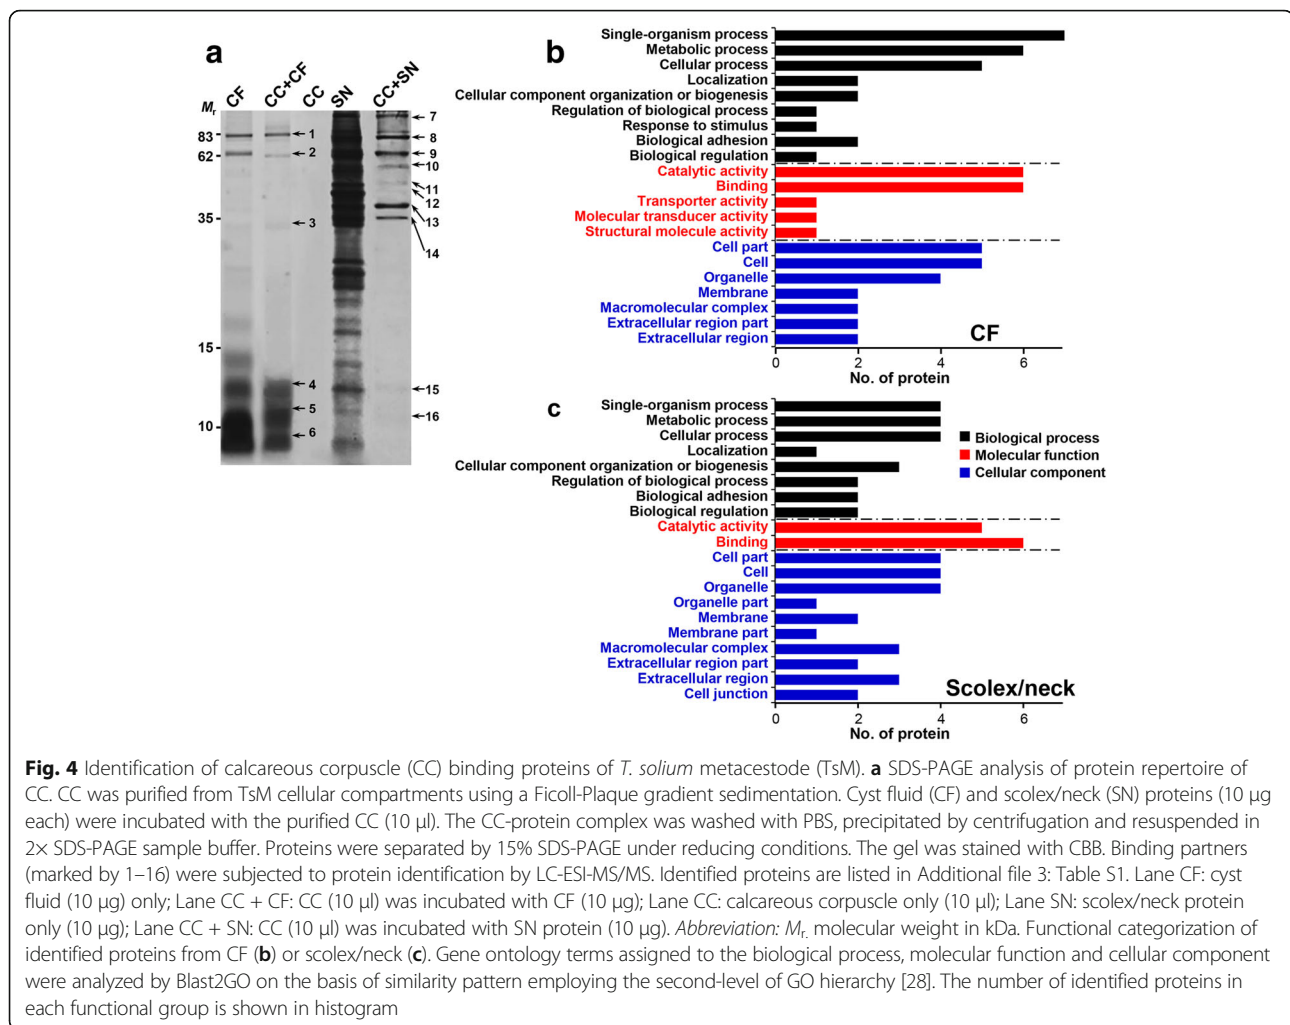 a
CF
CC+CF
CC
SN
CC+SN
Mr
83
62
35
15
10
1
2
3
4
5
6
7
8
9
10
11
12
13
14
15
16
b
Single-organism process
Metabolic process
Cellular process
Localization
Cellular component organization or biogenesis
Regulation of biological process
Response to stimulus
Biological adhesion
Biological regulation
Catalytic activity
Binding
Transporter activity
Molecular transducer activity
Structural molecule activity
Cell part
Cell
Organelle
Membrane
Macromolecular complex
Extracellular region part
Extracellular region
CF
0 2 4 6
No. of protein
c
Single-organism process
Metabolic process
Cellular process
Localization
Cellular component organization or biogenesis
Regulation of biological process
Biological adhesion
Biological regulation
Catalytic activity
Binding
Cell part
Cell
Organelle
Organelle part
Membrane
Membrane part
Macromolecular complex
Extracellular region part
Extracellular region
Cell junction
Biological process
Molecular function
Cellular component
Scolex/neck
0 2 4 6
No. of protein
Fig. 4 Identification of calcareous corpuscle (CC) binding proteins of T. solium metacestode (TsM). a SDS-PAGE analysis of protein repertoire of
CC. CC was purified from TsM cellular compartments using a Ficoll-Plaque gradient sedimentation. Cyst fluid (CF) and scolex/neck (SN) proteins (10 μg
each) were incubated with the purified CC (10 μl). The CC-protein complex was washed with PBS, precipitated by centrifugation and resuspended in
2× SDS-PAGE sample buffer. Proteins were separated by 15% SDS-PAGE under reducing conditions. The gel was stained with CBB. Binding partners
(marked by 1–16) were subjected to protein identification by LC-ESI-MS/MS. Identified proteins are listed in Additional file 3: Table S1. Lane CF: cyst
fluid (10 μg) only; Lane CC + CF: CC (10 μl) was incubated with CF (10 μg); Lane CC: calcareous corpuscle only (10 μl); Lane SN: scolex/neck protein
only (10 μg); Lane CC + SN: CC (10 μl) was incubated with SN protein (10 μg). Abbreviation: Mr, molecular weight in kDa. Functional categorization of
identified proteins from CF (b) or scolex/neck (c). Gene ontology terms assigned to the biological process, molecular function and cellular component
were analyzed by Blast2GO on the basis of similarity pattern employing the second-level of GO hierarchy [28]. The number of identified proteins in
each functional group is shown in histogram